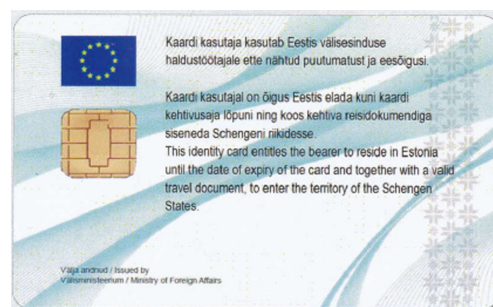 Kaardi kasutaja kasutab Eestis välisesinduse
haldustöötajale ette nähtud puutumatust ja eesõigusi.
Kaardi kasutajal on õigus Eestis elada kuni kaardi
kehtivusaja lõpuni ning koos kehtiva reisidokumendiga
siseneda Schengeni riikidesse.
This identity card entitles the bearer to reside in Estonia
until the date of expiry of the card and together with a valid
travel document, to enter the territory of the Schengen
States.
Välja andnud / Issued by
Välisministeerium / Ministry of Foreign Affairs